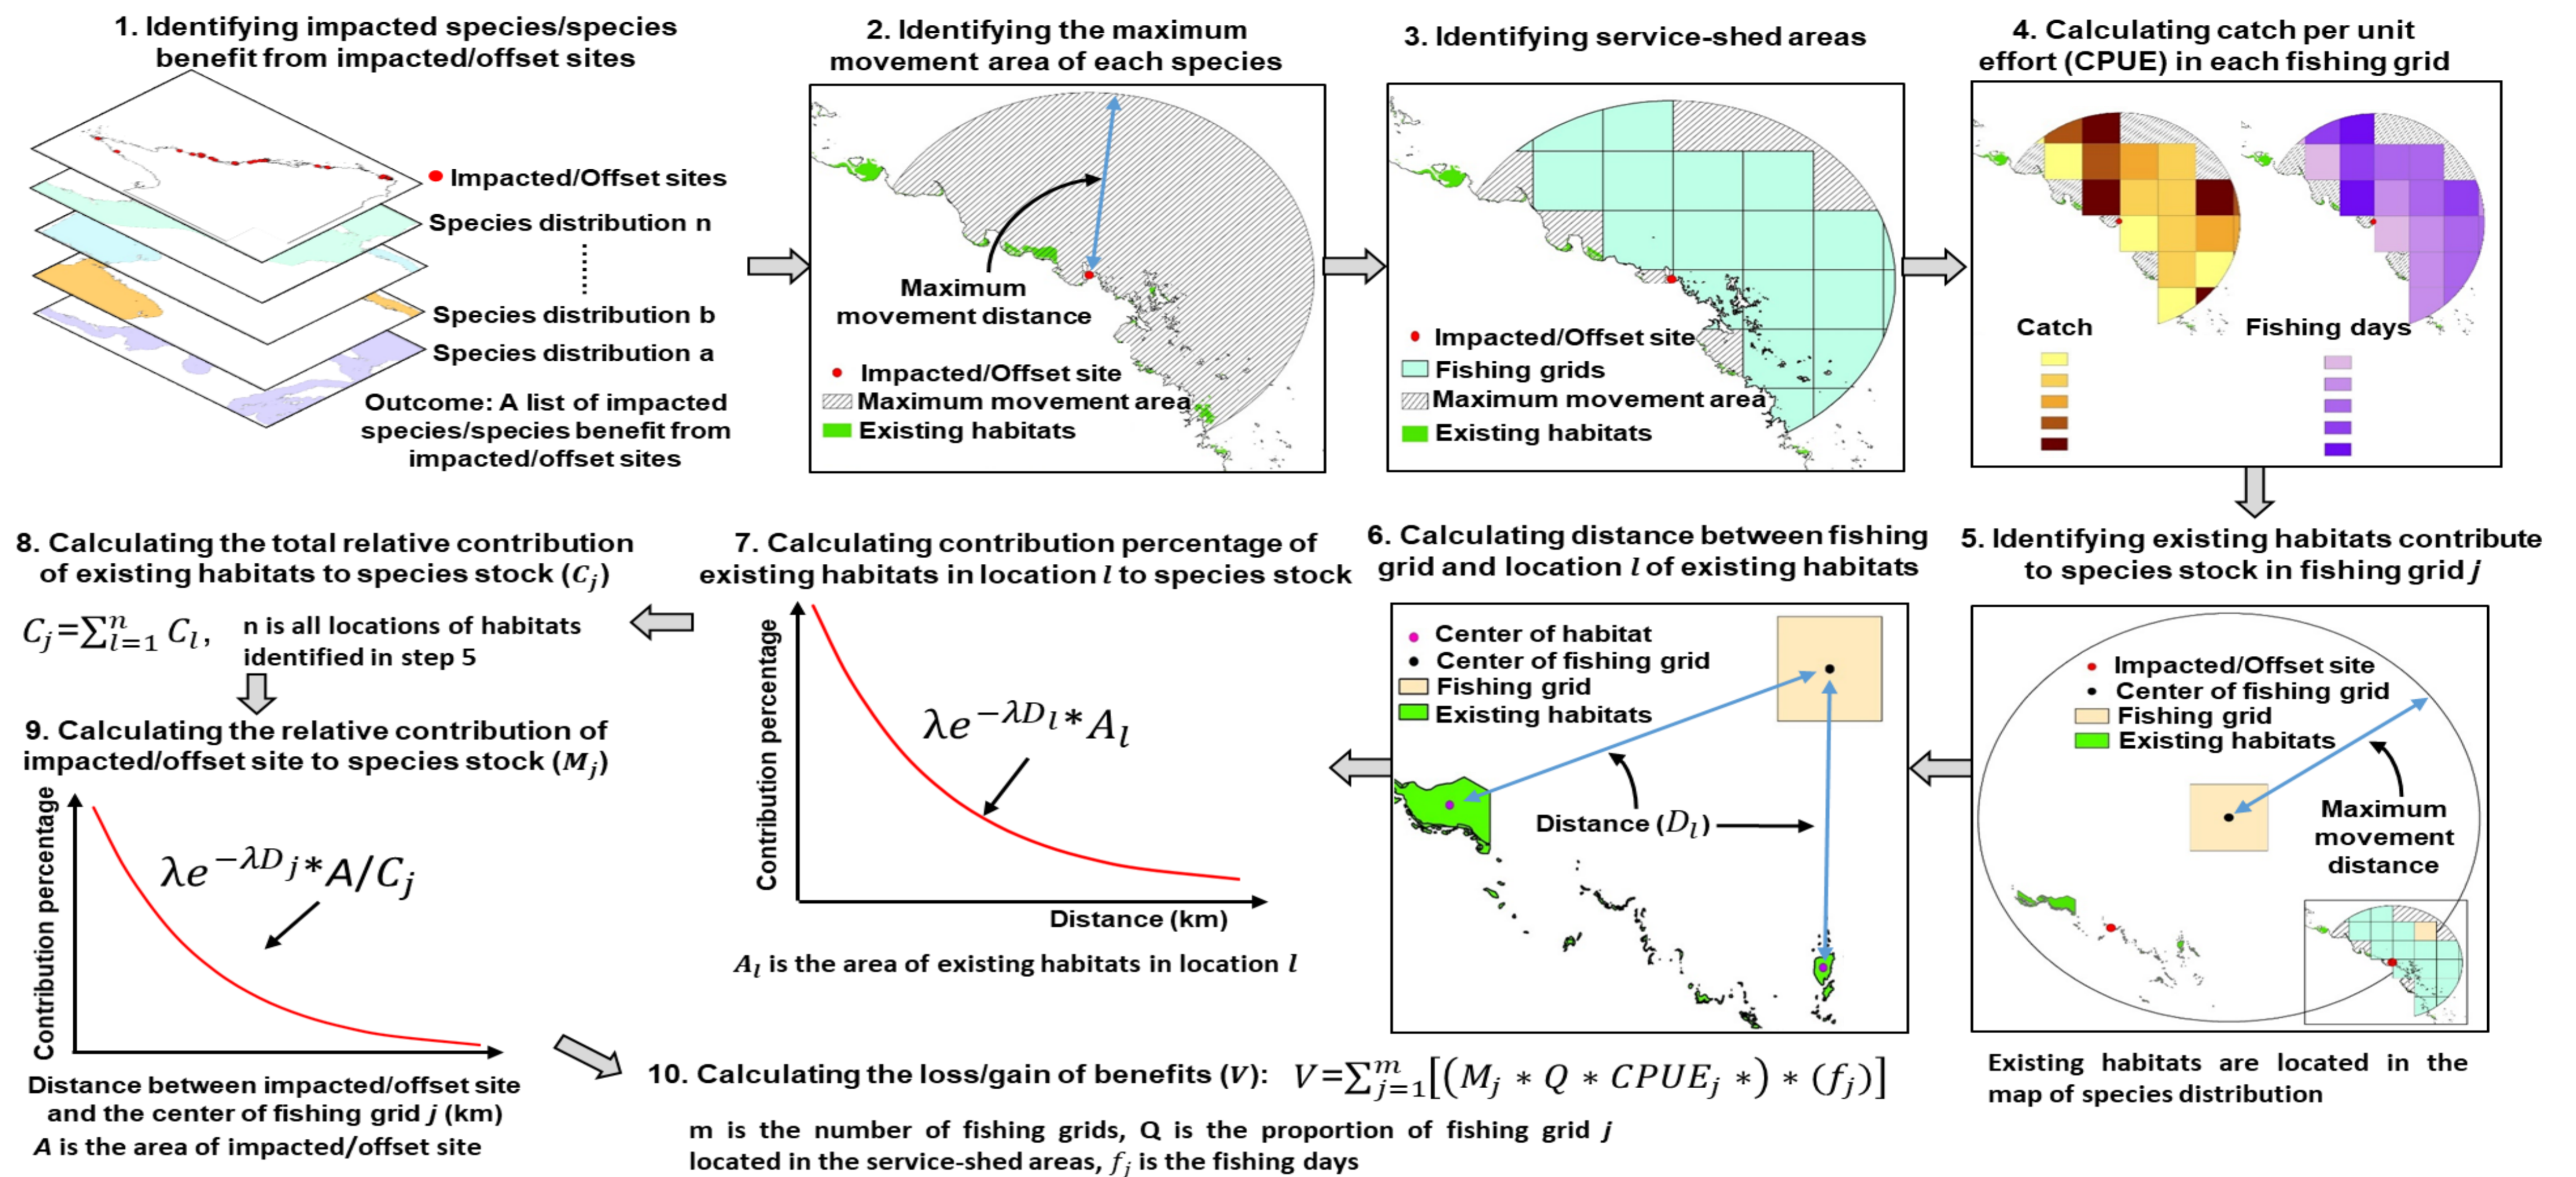 1. Identifying impacted species/species
benefit from impacted/offset sites
Impacted/Offset sites
Species distribution n
Species distribution b
Species distribution a
Outcome: A list of impacted
species/species benefit from
impacted/offset sites
2. Identifying the maximum
movement area of each species
Maximum
movement distance
Impacted/Offset site
Maximum movement area
Existing habitats
3. Identifying service-shed areas
Impacted/Offset site
Fishing grids
Maximum movement area
Existing habitats
4. Calculating catch per unit
effort (CPUE) in each fishing grid
Catch
Fishing days
5. Identifying existing habitats contribute
to species stock in fishing grid j
Impacted/Offset site
Center of fishing grid
Fishing grid
Existing habitats
Maximum
movement
distance
Existing habitats are located in the
map of species distribution
6. Calculating distance between fishing
grid and location l of existing habitats
Center of habitat
Center of fishing grid
Fishing grid
Existing habitats
Distance (D_l)
7. Calculating contribution percentage of
existing habitats in location l to species stock
Contribution percentage
λe^{−λD_l}*A_l
Distance (km)
A_l is the area of existing habitats in location l
8. Calculating the total relative contribution
of existing habitats to species stock (C_j)
C_j=∑_{l=1}^{n} C_l, n is all locations of habitats
identified in step 5
9. Calculating the relative contribution of
impacted/offset site to species stock (M_j)
Contribution percentage
λe^{−λD_j}*A/C_j
Distance between impacted/offset site
and the center of fishing grid j (km)
A is the area of impacted/offset site
10. Calculating the loss/gain of benefits (V): V=∑_{j=1}^{m}[(M_j * Q * CPUE_j *) * (f_j)]
m is the number of fishing grids, Q is the proportion of fishing grid j
located in the service-shed areas, f_j is the fishing days